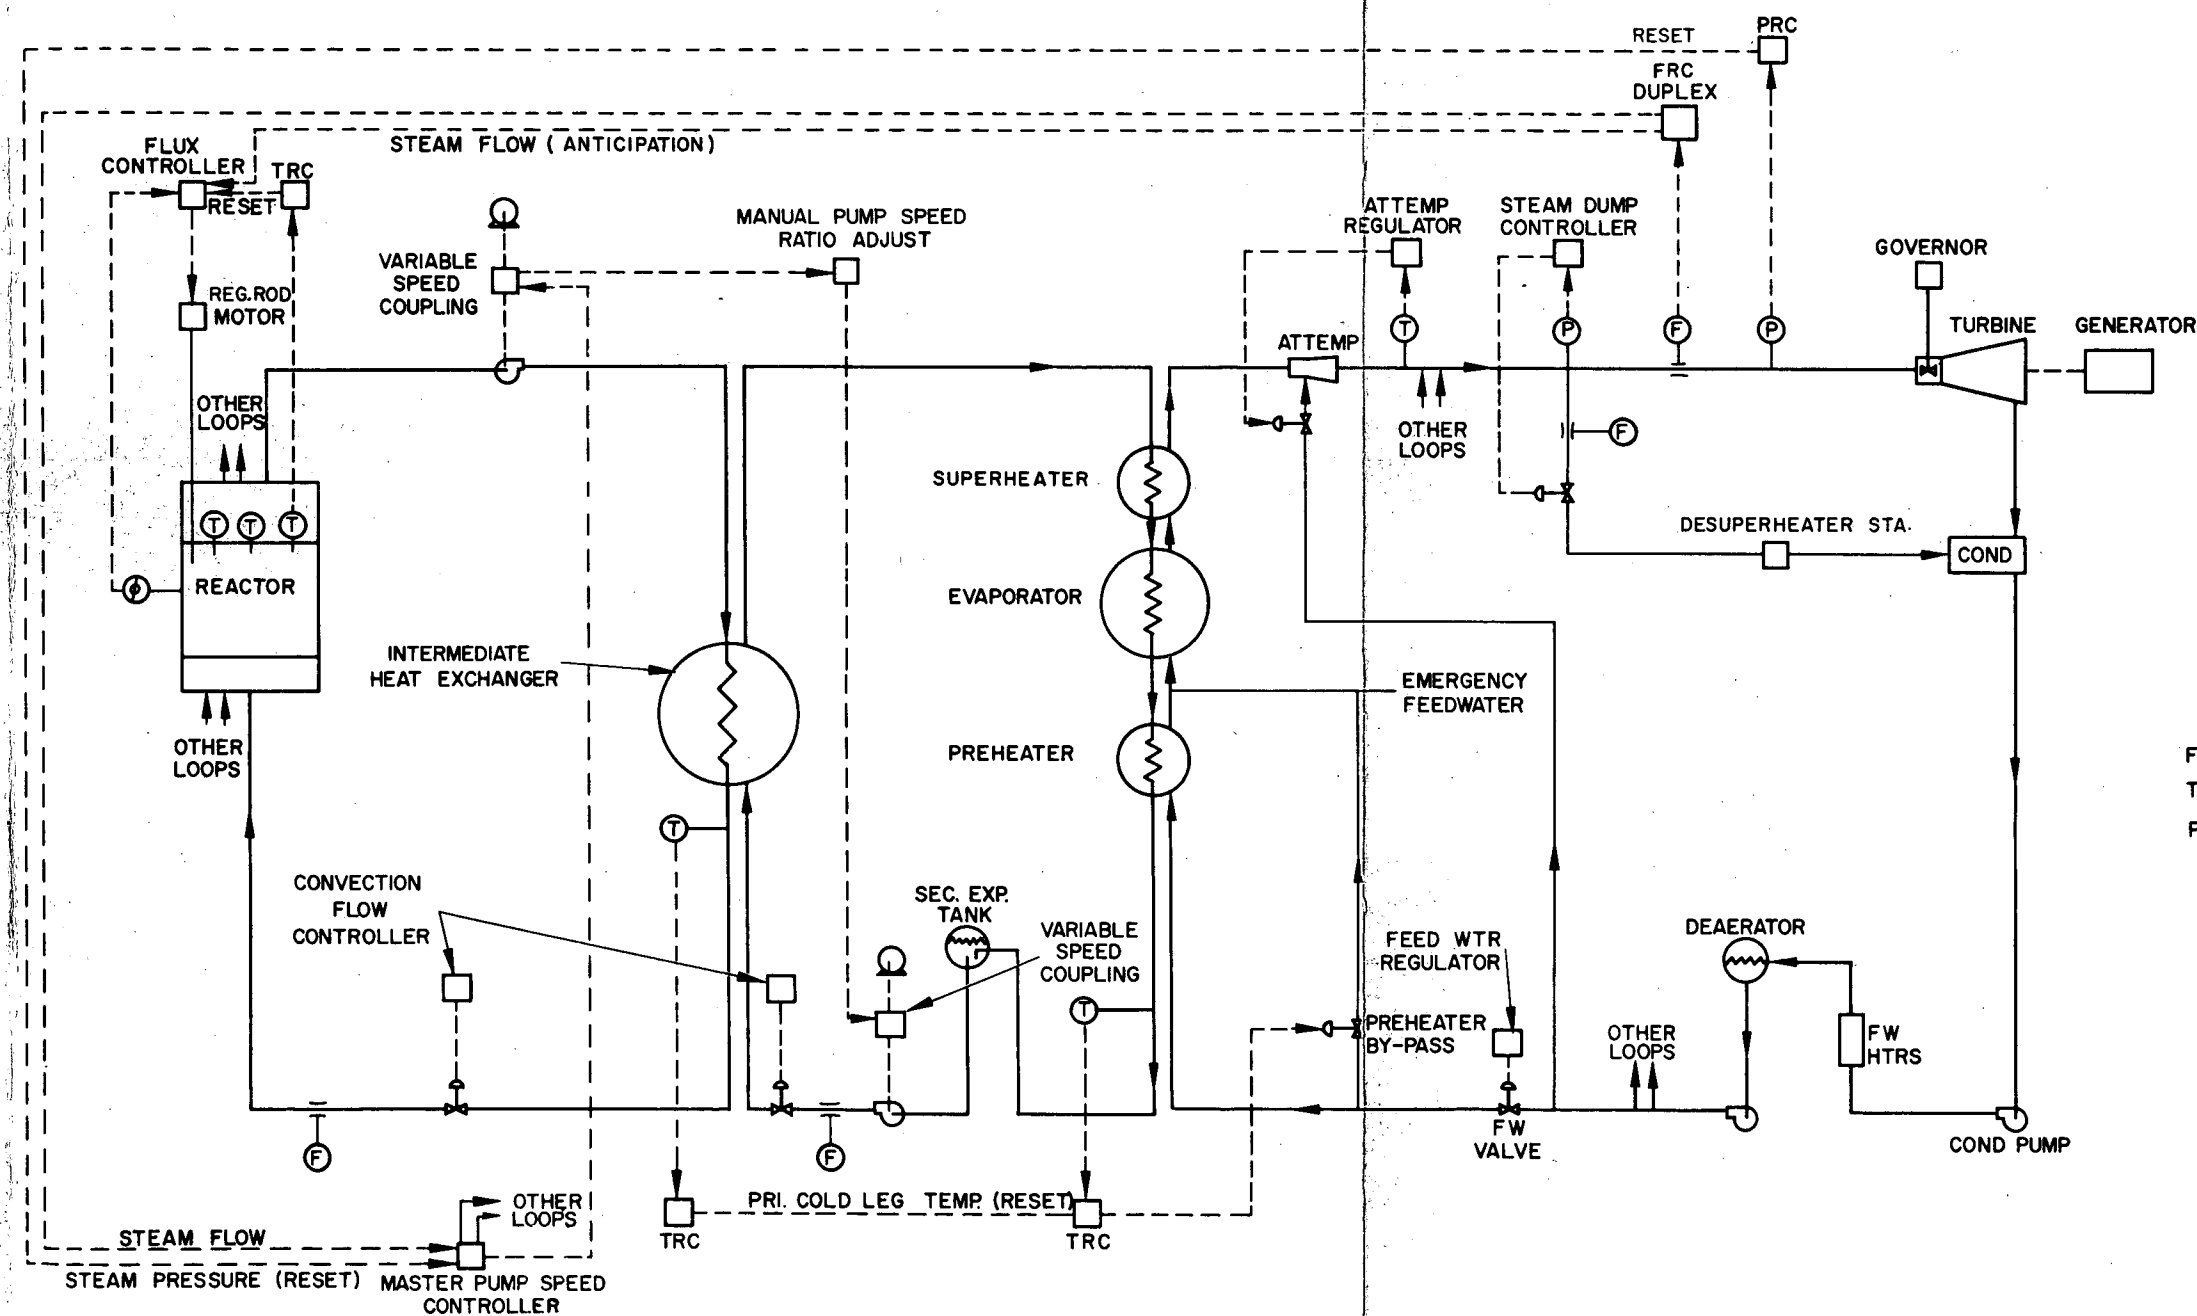 PRC
RESET
FRC
DUPLEX
STEAM FLOW (ANTICIPATION)
FLUX
CONTROLLER
TRC
RESET
MANUAL PUMP SPEED
RATIO ADJUST
ATTEMP
REGULATOR
STEAM DUMP
CONTROLLER
GOVERNOR
VARIABLE
SPEED
COUPLING
REG. ROD
MOTOR
T
P
F
P
TURBINE
GENERATOR
ATTEMP
OTHER
LOOPS
OTHER
LOOPS
F
SUPERHEATER
T
T
T
DESUPERHEATER STA.
COND
REACTOR
EVAPORATOR
INTERMEDIATE
HEAT EXCHANGER
EMERGENCY
FEEDWATER
OTHER
LOOPS
PREHEATER
F
T
P
T
CONVECTION
FLOW
CONTROLLER
SEC. EXP.
TANK
VARIABLE
SPEED
COUPLING
FEED WTR
REGULATOR
DEAERATOR
T
PREHEATER
BY-PASS
OTHER
LOOPS
FW
HTRS
FW
VALVE
COND PUMP
F
F
PRI. COLD LEG TEMP. (RESET)
TRC
TRC
OTHER
LOOPS
STEAM FLOW
STEAM PRESSURE (RESET)
MASTER PUMP SPEED
CONTROLLER